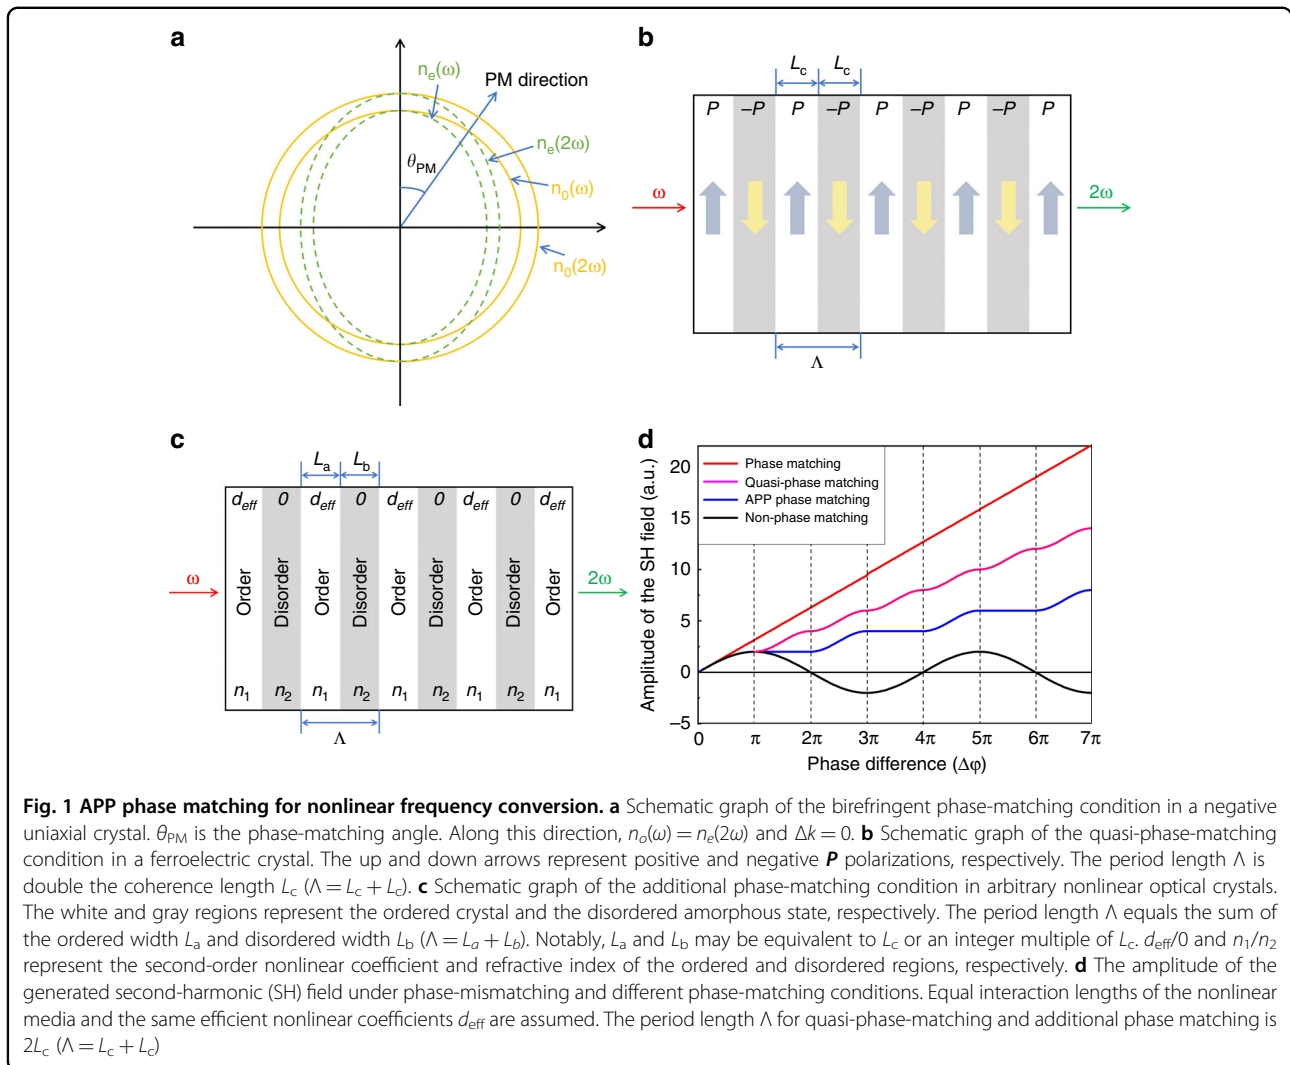 a
n_e(ω)
PM direction
θ_PM
n_e(2ω)
n_0(ω)
n_0(2ω)
b
L_c L_c
P –P P –P P –P P –P P
ω
2ω
Λ
c
L_a L_b
d_eff 0 d_eff 0 d_eff 0 d_eff 0 d_eff
ω
Order Disorder Order Disorder Order Disorder Order Disorder Order
2ω
n_1 n_2 n_1 n_2 n_1 n_2 n_1 n_2 n_1
Λ
d
Amplitude of the SH field (a.u.)
20
15
10
5
0
–5
Phase matching
Quasi-phase matching
APP phase matching
Non-phase matching
0 π 2π 3π 4π 5π 6π 7π
Phase difference (Δφ)
Fig. 1 APP phase matching for nonlinear frequency conversion. a Schematic graph of the birefringent phase-matching condition in a negative
uniaxial crystal. θ_PM is the phase-matching angle. Along this direction, n_o(ω) = n_e(2ω) and Δk = 0. b Schematic graph of the quasi-phase-matching
condition in a ferroelectric crystal. The up and down arrows represent positive and negative P polarizations, respectively. The period length Λ is
double the coherence length L_c (Λ = L_c + L_c). c Schematic graph of the additional phase-matching condition in arbitrary nonlinear optical crystals.
The white and gray regions represent the ordered crystal and the disordered amorphous state, respectively. The period length Λ equals the sum of
the ordered width L_a and disordered width L_b (Λ = L_a + L_b). Notably, L_a and L_b may be equivalent to L_c or an integer multiple of L_c. d_eff/0 and n_1/n_2
represent the second-order nonlinear coefficient and refractive index of the ordered and disordered regions, respectively. d The amplitude of the
generated second-harmonic (SH) field under phase-mismatching and different phase-matching conditions. Equal interaction lengths of the nonlinear
media and the same efficient nonlinear coefficients d_eff are assumed. The period length Λ for quasi-phase-matching and additional phase matching is
2L_c (Λ = L_c + L_c)